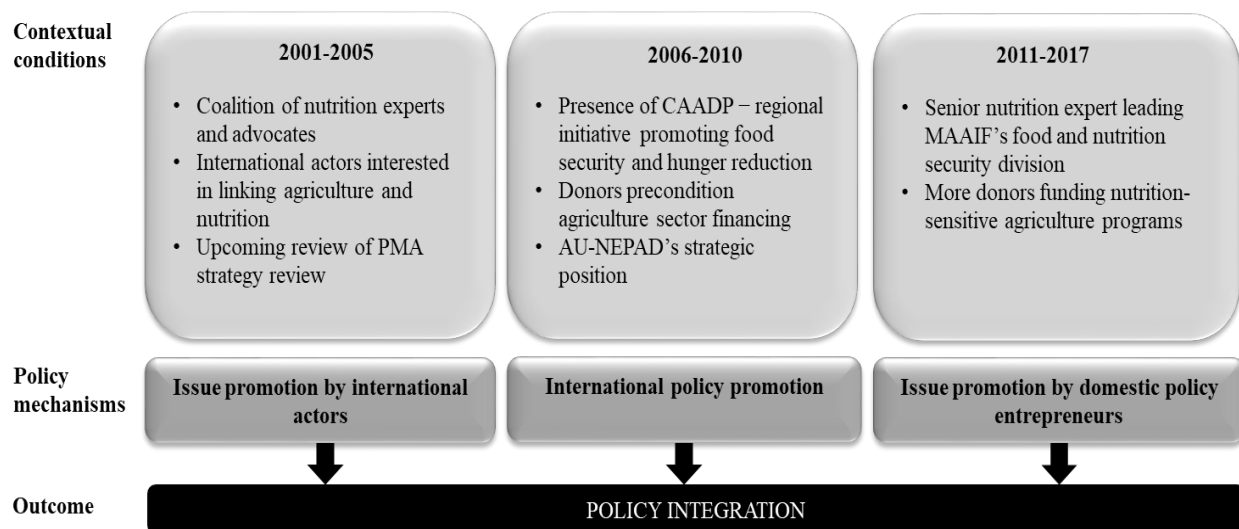 Contextual
conditions
2001-2005
• Coalition of nutrition experts
and advocates
• International actors interested
in linking agriculture and
nutrition
• Upcoming review of PMA
strategy review
2006-2010
• Presence of CAADP – regional
initiative promoting food
security and hunger reduction
• Donors precondition
agriculture sector financing
• AU-NEPAD’s strategic
position
2011-2017
• Senior nutrition expert leading
MAAIF’s food and nutrition
security division
• More donors funding nutrition-
sensitive agriculture programs
Policy
mechanisms
Issue promotion by international
actors
International policy promotion
Issue promotion by domestic policy
entrepreneurs
Outcome
POLICY INTEGRATION